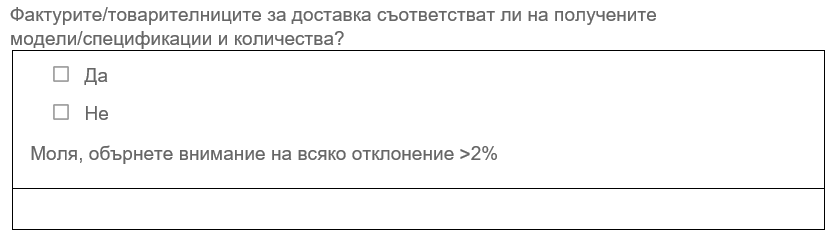 Фактурите/товарителниците за доставка съответстват ли на получените
модели/спецификации и количества?
Да
Не
Моля, обърнете внимание на всяко отклонение >2%